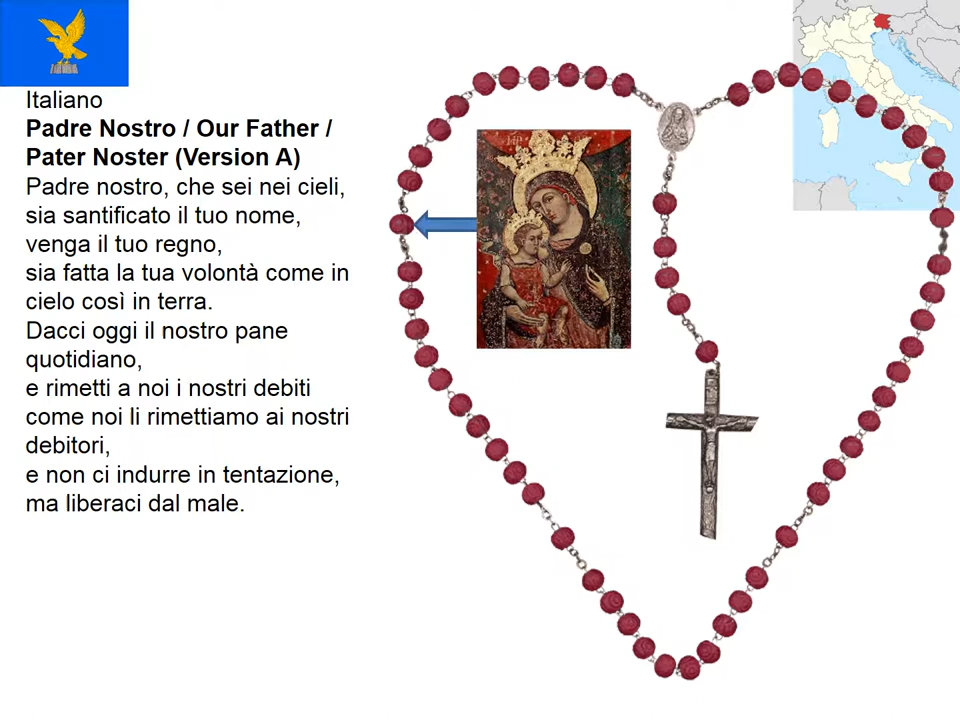 Italiano
Padre Nostro / Our Father /
Pater Noster (Version A)
Padre nostro, che sei nei cieli,
sia santificato il tuo nome,
venga il tuo regno,
sia fatta la tua volontà come in
cielo così in terra.
Dacci oggi il nostro pane
quotidiano,
e rimetti a noi i nostri debiti
come noi li rimettiamo ai nostri
debitori,
e non ci indurre in tentazione,
ma liberaci dal male.